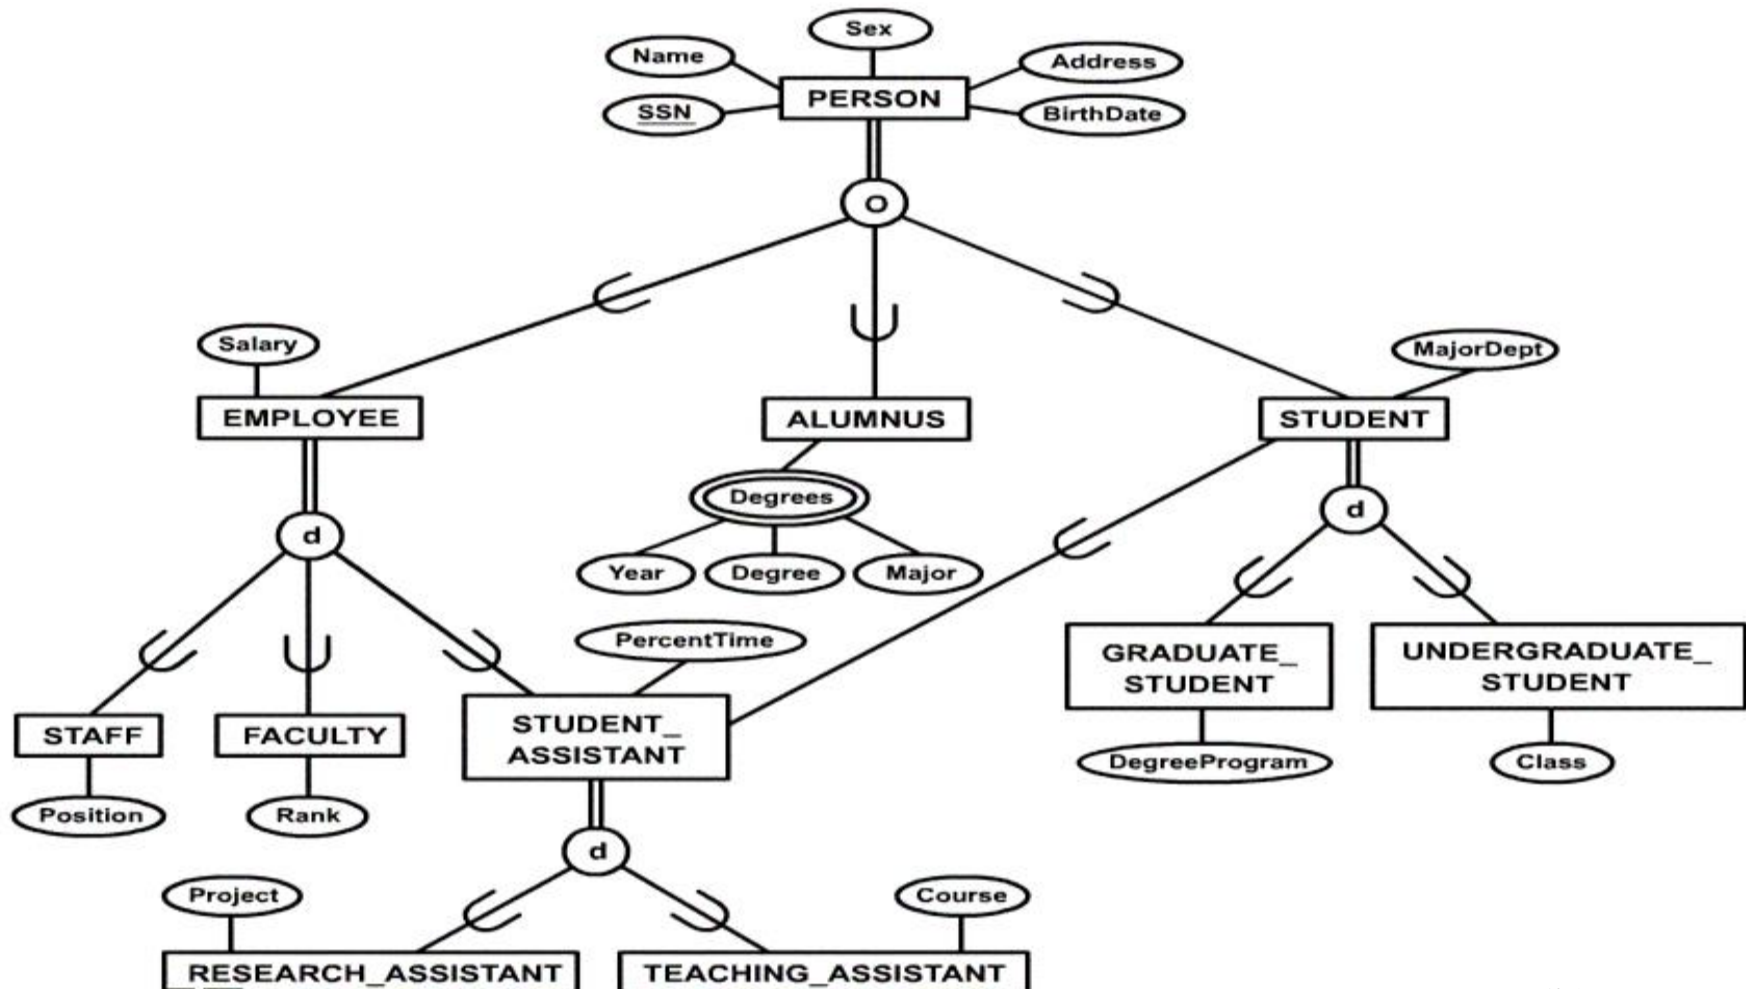 Sex
Name
Address
PERSON
SSN
BirthDate
O
Salary
MajorDept
EMPLOYEE
ALUMNUS
STUDENT
Degrees
d
d
Year
Degree
Major
PercentTime
GRADUATE_
STUDENT
UNDERGRADUATE_
STUDENT
STAFF
FACULTY
STUDENT_
ASSISTANT
DegreeProgram
Class
Position
Rank
d
Project
Course
RESEARCH_ASSISTANT
TEACHING_ASSISTANT